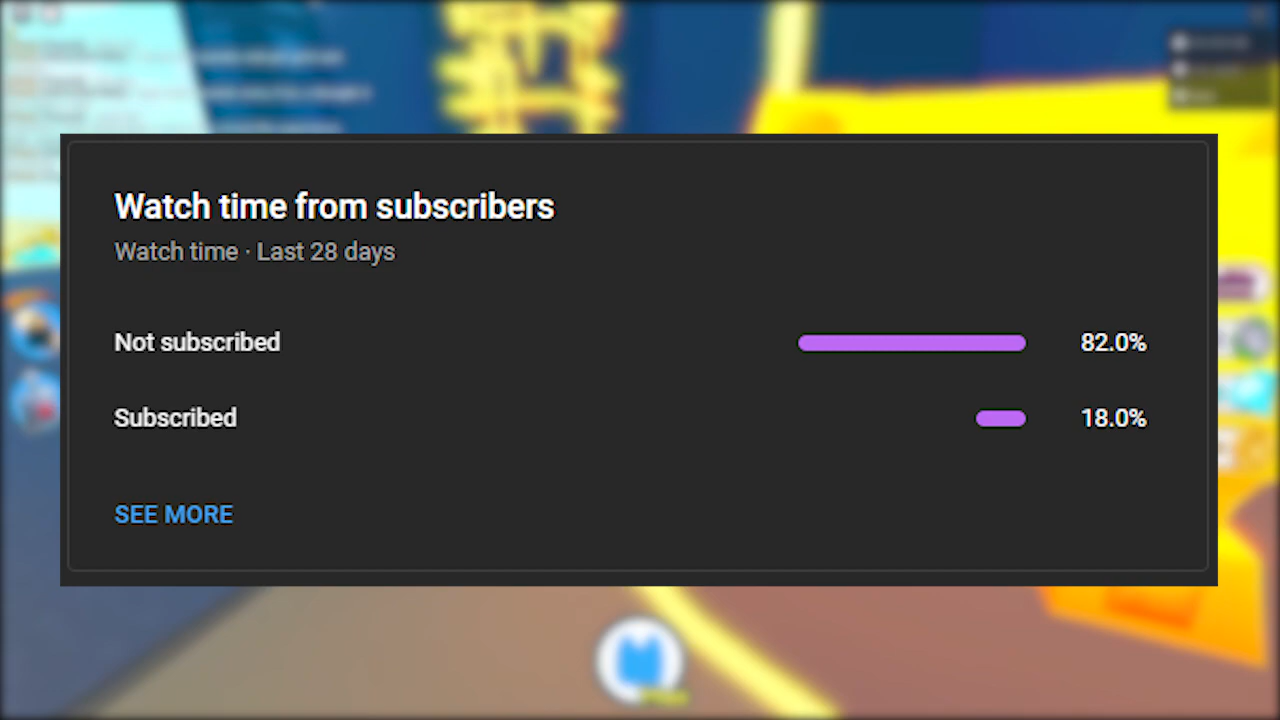 Watch time from subscribers
Watch time · Last 28 days
Not subscribed 82.0%
Subscribed 18.0%
SEE MORE